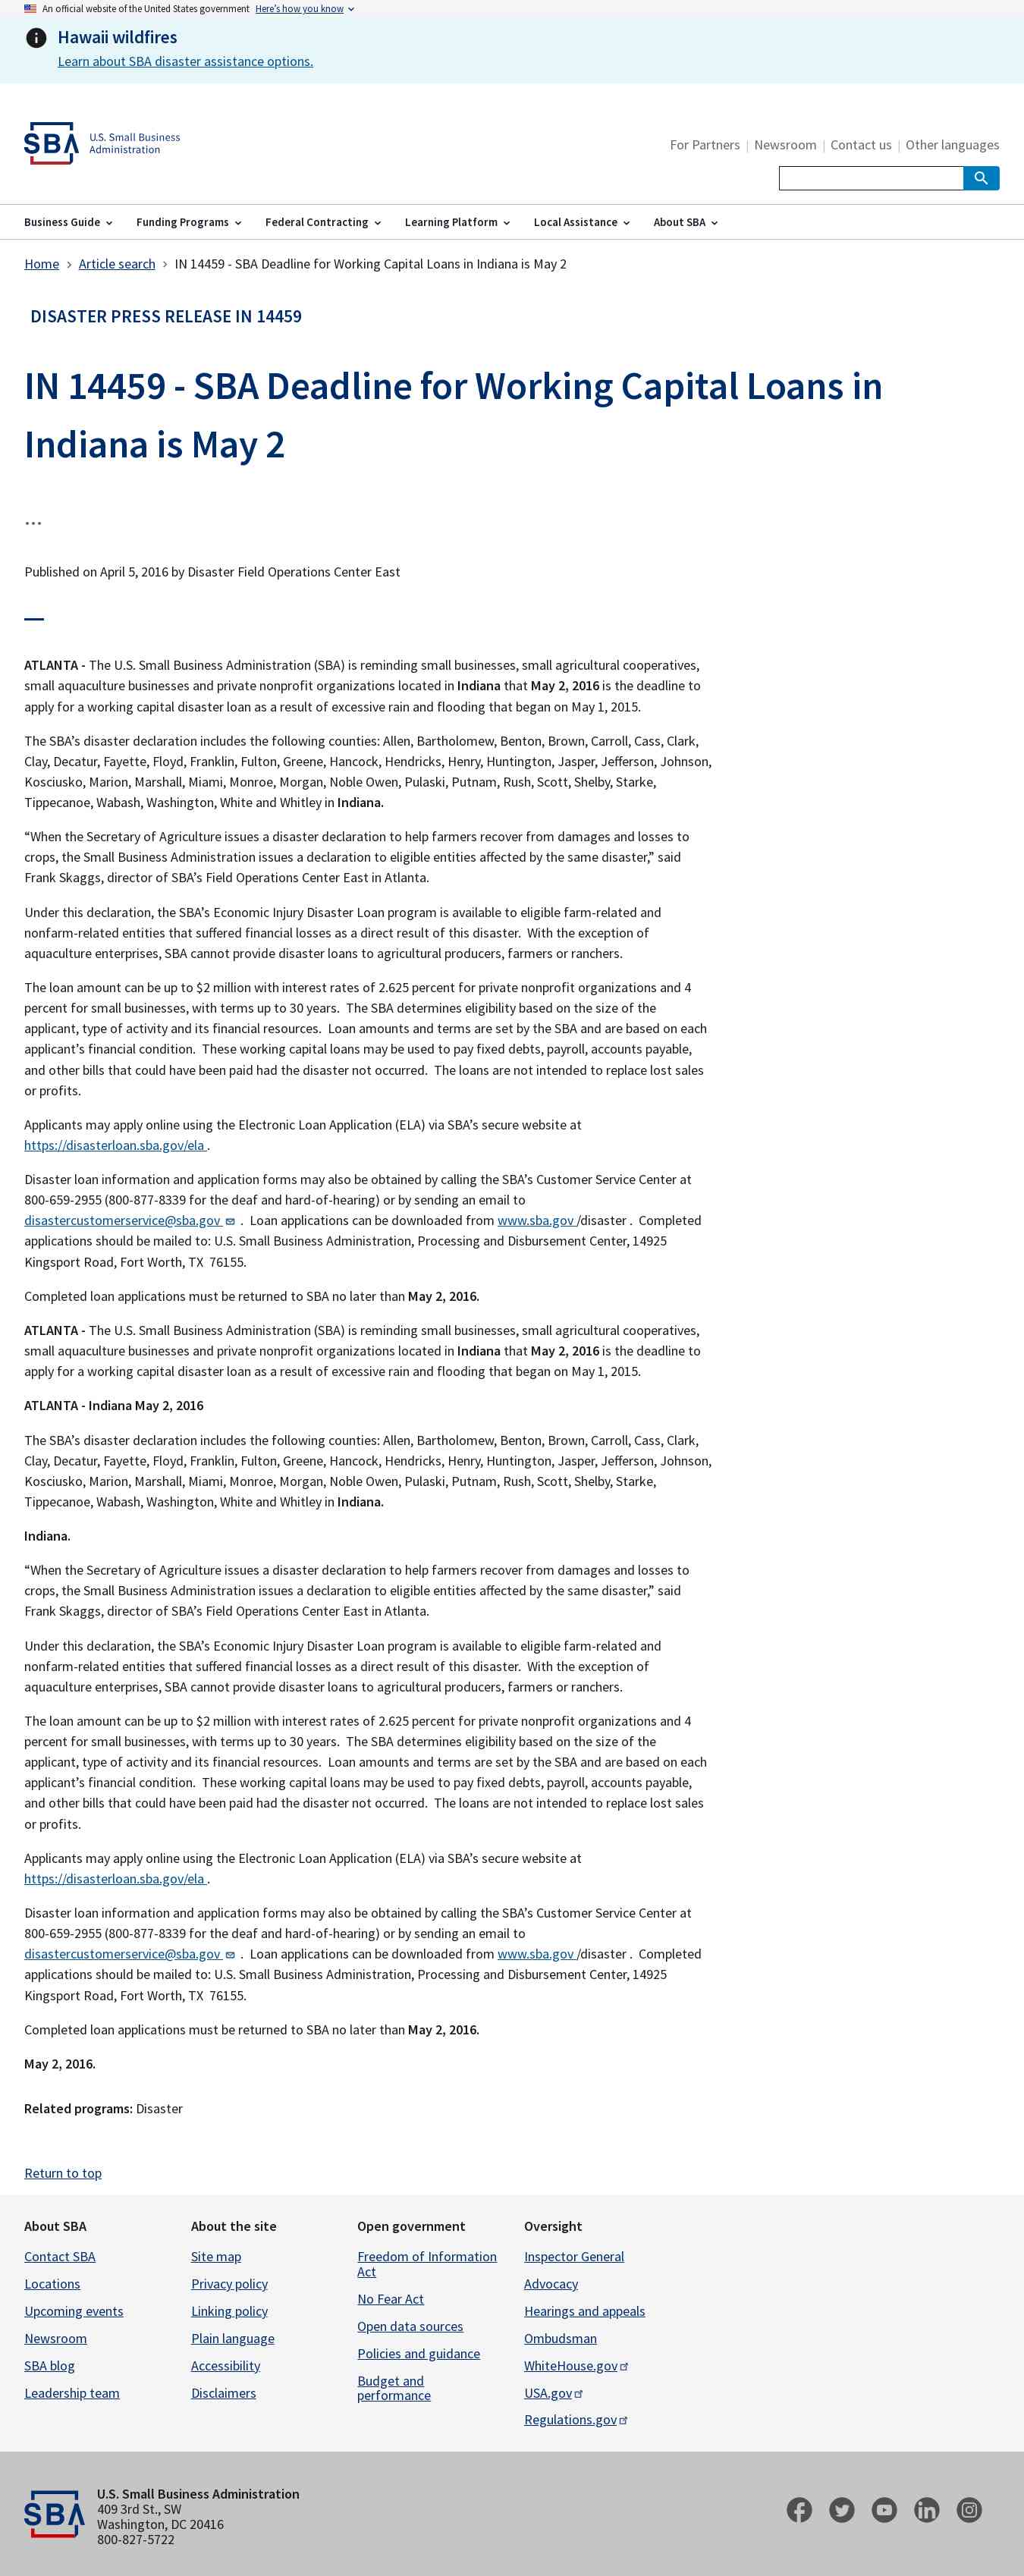 An official website of the United States government Here’s how you know
Hawaii wildfires
Learn about SBA disaster assistance options.
SBA
U.S. Small Business
Administration
For Partners | Newsroom | Contact us | Other languages
Business Guide Funding Programs Federal Contracting Learning Platform Local Assistance About SBA
Home > Article search > IN 14459 - SBA Deadline for Working Capital Loans in Indiana is May 2
DISASTER PRESS RELEASE IN 14459
IN 14459 - SBA Deadline for Working Capital Loans in
Indiana is May 2
...
Published on April 5, 2016 by Disaster Field Operations Center East
ATLANTA - The U.S. Small Business Administration (SBA) is reminding small businesses, small agricultural cooperatives,
small aquaculture businesses and private nonprofit organizations located in Indiana that May 2, 2016 is the deadline to
apply for a working capital disaster loan as a result of excessive rain and flooding that began on May 1, 2015.
The SBA’s disaster declaration includes the following counties: Allen, Bartholomew, Benton, Brown, Carroll, Cass, Clark,
Clay, Decatur, Fayette, Floyd, Franklin, Fulton, Greene, Hancock, Hendricks, Henry, Huntington, Jasper, Jefferson, Johnson,
Kosciusko, Marion, Marshall, Miami, Monroe, Morgan, Noble Owen, Pulaski, Putnam, Rush, Scott, Shelby, Starke,
Tippecanoe, Wabash, Washington, White and Whitley in Indiana.
“When the Secretary of Agriculture issues a disaster declaration to help farmers recover from damages and losses to
crops, the Small Business Administration issues a declaration to eligible entities affected by the same disaster,” said
Frank Skaggs, director of SBA’s Field Operations Center East in Atlanta.
Under this declaration, the SBA’s Economic Injury Disaster Loan program is available to eligible farm-related and
nonfarm-related entities that suffered financial losses as a direct result of this disaster.  With the exception of
aquaculture enterprises, SBA cannot provide disaster loans to agricultural producers, farmers or ranchers.
The loan amount can be up to $2 million with interest rates of 2.625 percent for private nonprofit organizations and 4
percent for small businesses, with terms up to 30 years.  The SBA determines eligibility based on the size of the
applicant, type of activity and its financial resources.  Loan amounts and terms are set by the SBA and are based on each
applicant’s financial condition.  These working capital loans may be used to pay fixed debts, payroll, accounts payable,
and other bills that could have been paid had the disaster not occurred.  The loans are not intended to replace lost sales
or profits.
Applicants may apply online using the Electronic Loan Application (ELA) via SBA’s secure website at
https://disasterloan.sba.gov/ela .
Disaster loan information and application forms may also be obtained by calling the SBA’s Customer Service Center at
800-659-2955 (800-877-8339 for the deaf and hard-of-hearing) or by sending an email to
disastercustomerservice@sba.gov .  Loan applications can be downloaded from www.sba.gov /disaster .  Completed
applications should be mailed to: U.S. Small Business Administration, Processing and Disbursement Center, 14925
Kingsport Road, Fort Worth, TX  76155.
Completed loan applications must be returned to SBA no later than May 2, 2016.
ATLANTA - The U.S. Small Business Administration (SBA) is reminding small businesses, small agricultural cooperatives,
small aquaculture businesses and private nonprofit organizations located in Indiana that May 2, 2016 is the deadline to
apply for a working capital disaster loan as a result of excessive rain and flooding that began on May 1, 2015.
ATLANTA - Indiana May 2, 2016
The SBA’s disaster declaration includes the following counties: Allen, Bartholomew, Benton, Brown, Carroll, Cass, Clark,
Clay, Decatur, Fayette, Floyd, Franklin, Fulton, Greene, Hancock, Hendricks, Henry, Huntington, Jasper, Jefferson, Johnson,
Kosciusko, Marion, Marshall, Miami, Monroe, Morgan, Noble Owen, Pulaski, Putnam, Rush, Scott, Shelby, Starke,
Tippecanoe, Wabash, Washington, White and Whitley in Indiana.
Indiana.
“When the Secretary of Agriculture issues a disaster declaration to help farmers recover from damages and losses to
crops, the Small Business Administration issues a declaration to eligible entities affected by the same disaster,” said
Frank Skaggs, director of SBA’s Field Operations Center East in Atlanta.
Under this declaration, the SBA’s Economic Injury Disaster Loan program is available to eligible farm-related and
nonfarm-related entities that suffered financial losses as a direct result of this disaster.  With the exception of
aquaculture enterprises, SBA cannot provide disaster loans to agricultural producers, farmers or ranchers.
The loan amount can be up to $2 million with interest rates of 2.625 percent for private nonprofit organizations and 4
percent for small businesses, with terms up to 30 years.  The SBA determines eligibility based on the size of the
applicant, type of activity and its financial resources.  Loan amounts and terms are set by the SBA and are based on each
applicant’s financial condition.  These working capital loans may be used to pay fixed debts, payroll, accounts payable,
and other bills that could have been paid had the disaster not occurred.  The loans are not intended to replace lost sales
or profits.
Applicants may apply online using the Electronic Loan Application (ELA) via SBA’s secure website at
https://disasterloan.sba.gov/ela .
Disaster loan information and application forms may also be obtained by calling the SBA’s Customer Service Center at
800-659-2955 (800-877-8339 for the deaf and hard-of-hearing) or by sending an email to
disastercustomerservice@sba.gov .  Loan applications can be downloaded from www.sba.gov /disaster .  Completed
applications should be mailed to: U.S. Small Business Administration, Processing and Disbursement Center, 14925
Kingsport Road, Fort Worth, TX  76155.
Completed loan applications must be returned to SBA no later than May 2, 2016.
May 2, 2016.
Related programs: Disaster
Return to top
About SBA
Contact SBA
Locations
Upcoming events
Newsroom
SBA blog
Leadership team
About the site
Site map
Privacy policy
Linking policy
Plain language
Accessibility
Disclaimers
Open government
Freedom of Information
Act
No Fear Act
Open data sources
Policies and guidance
Budget and
performance
Oversight
Inspector General
Advocacy
Hearings and appeals
Ombudsman
WhiteHouse.gov
USA.gov
Regulations.gov
SBA
U.S. Small Business Administration
409 3rd St., SW
Washington, DC 20416
800-827-5722